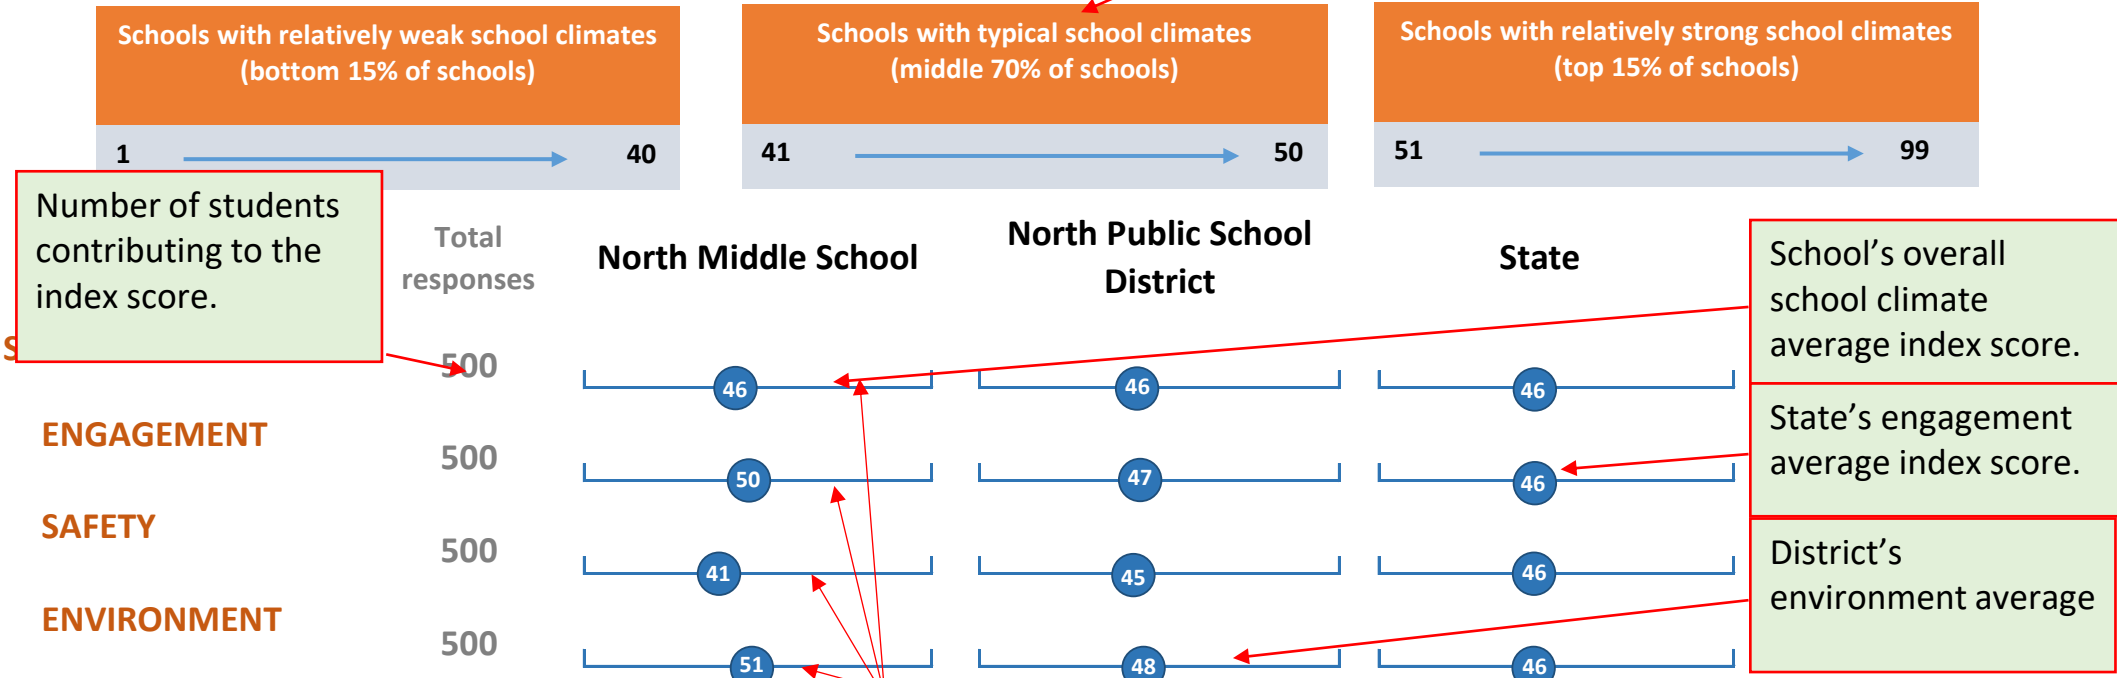 Schools with relatively weak school climates
(bottom 15% of schools)
Schools with typical school climates
(middle 70% of schools)
Schools with relatively strong school climates
(top 15% of schools)
1 40
41 50
51 99
Number of students
contributing to the
index score.
Total
responses
North Middle School
North Public School
District
State
School’s overall
school climate
average index score.
S
500 46 46 46
ENGAGEMENT
500 50 47 46
State’s engagement
average index score.
SAFETY
500 41 45 46
District’s
environment average
ENVIRONMENT
500 51 48 46